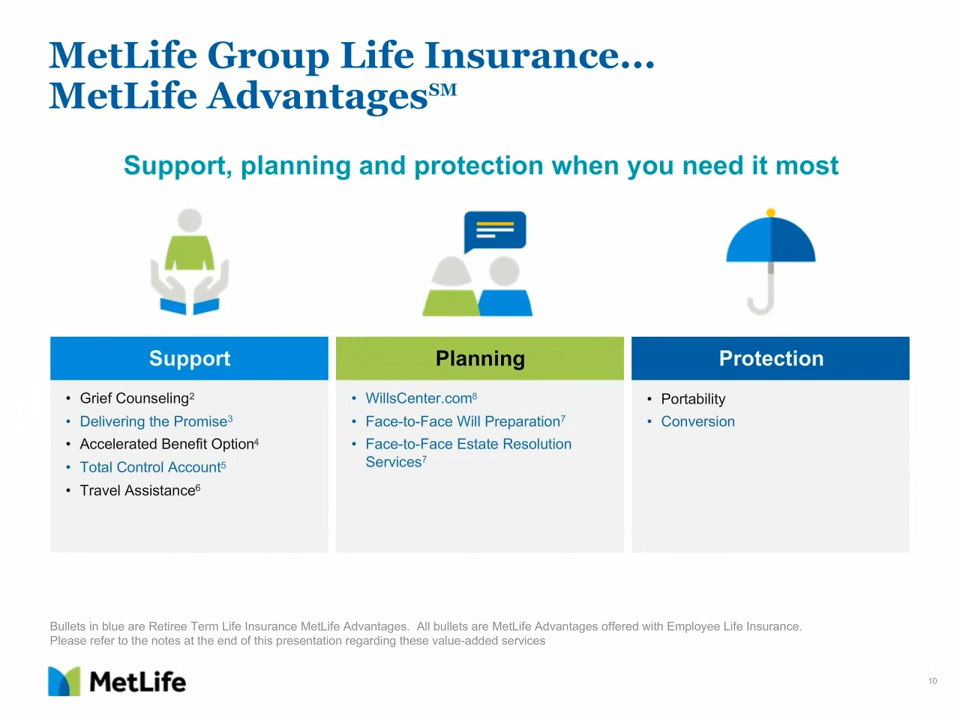 MetLife Group Life Insurance...
MetLife Advantages℠
Support, planning and protection when you need it most
Support
• Grief Counseling²
• Delivering the Promise³
• Accelerated Benefit Option⁴
• Total Control Account⁵
• Travel Assistance⁶
Planning
• WillsCenter.com⁸
• Face-to-Face Will Preparation⁷
• Face-to-Face Estate Resolution
Services⁷
Protection
• Portability
• Conversion
Bullets in blue are Retiree Term Life Insurance MetLife Advantages. All bullets are MetLife Advantages offered with Employee Life Insurance.
Please refer to the notes at the end of this presentation regarding these value-added services
MetLife
10